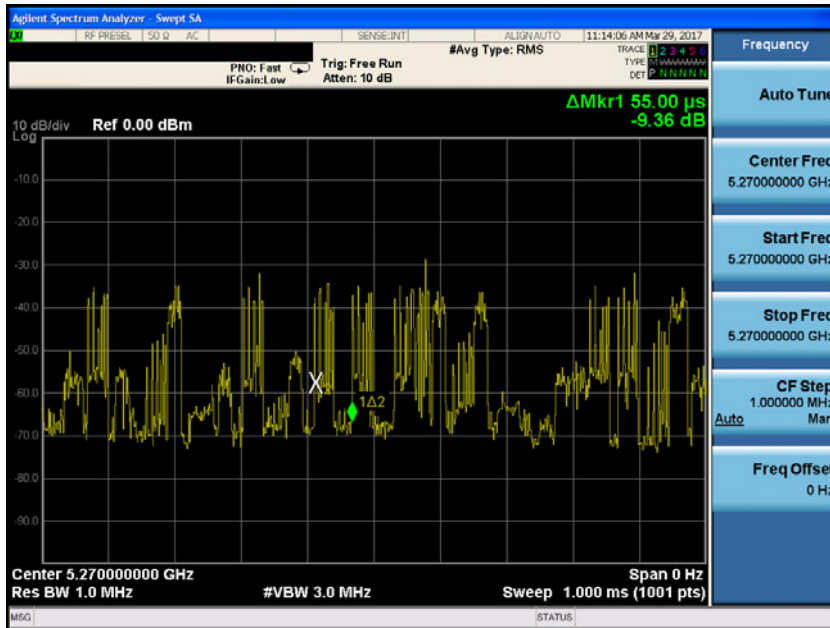 Agilent Spectrum Analyzer - Swept SA
RF PRESEL 50 Ω AC SENSE:INT ALIGN AUTO 11:14:06 AM Mar 29, 2017
#Avg Type: RMS
TRACE 1 2 3 4 5 6
TYPE M
DET P N N N N N
PNO: Fast
IFGain:Low
Trig: Free Run
Atten: 10 dB
ΔMkr1 55.00 µs
-9.36 dB
10 dB/div Ref 0.00 dBm
Log
-10.0
-20.0
-30.0
-40.0
-50.0
-60.0
-70.0
-80.0
-90.0
1Δ2
Center 5.270000000 GHz
Span 0 Hz
Res BW 1.0 MHz
#VBW 3.0 MHz
Sweep 1.000 ms (1001 pts)
MSG
STATUS
Frequency
Auto Tune
Center Freq
5.270000000 GHz
Start Freq
5.270000000 GHz
Stop Freq
5.270000000 GHz
CF Step
1.000000 MHz
Auto Man
Freq Offset
0 Hz